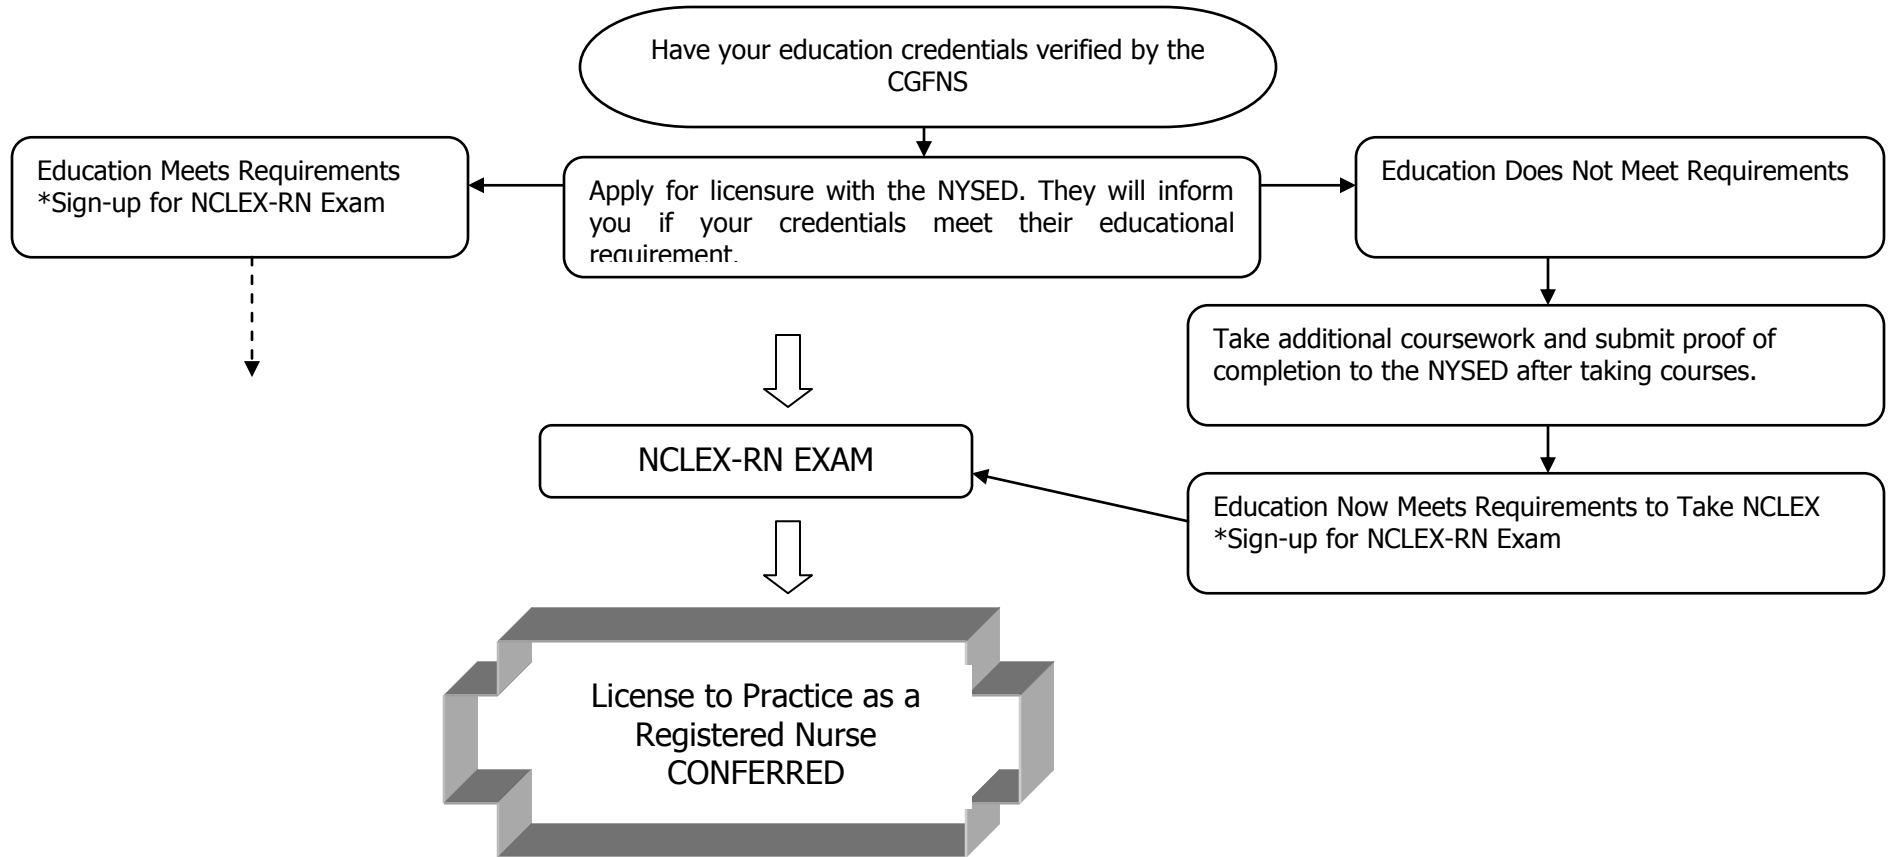 Have your education credentials verified by the
CGFNS
Education Meets Requirements
*Sign-up for NCLEX-RN Exam
Apply for licensure with the NYSED. They will inform
you if your credentials meet their educational
requirement.
Education Does Not Meet Requirements
Take additional coursework and submit proof of
completion to the NYSED after taking courses.
NCLEX-RN EXAM
Education Now Meets Requirements to Take NCLEX
*Sign-up for NCLEX-RN Exam
License to Practice as a
Registered Nurse
CONFERRED